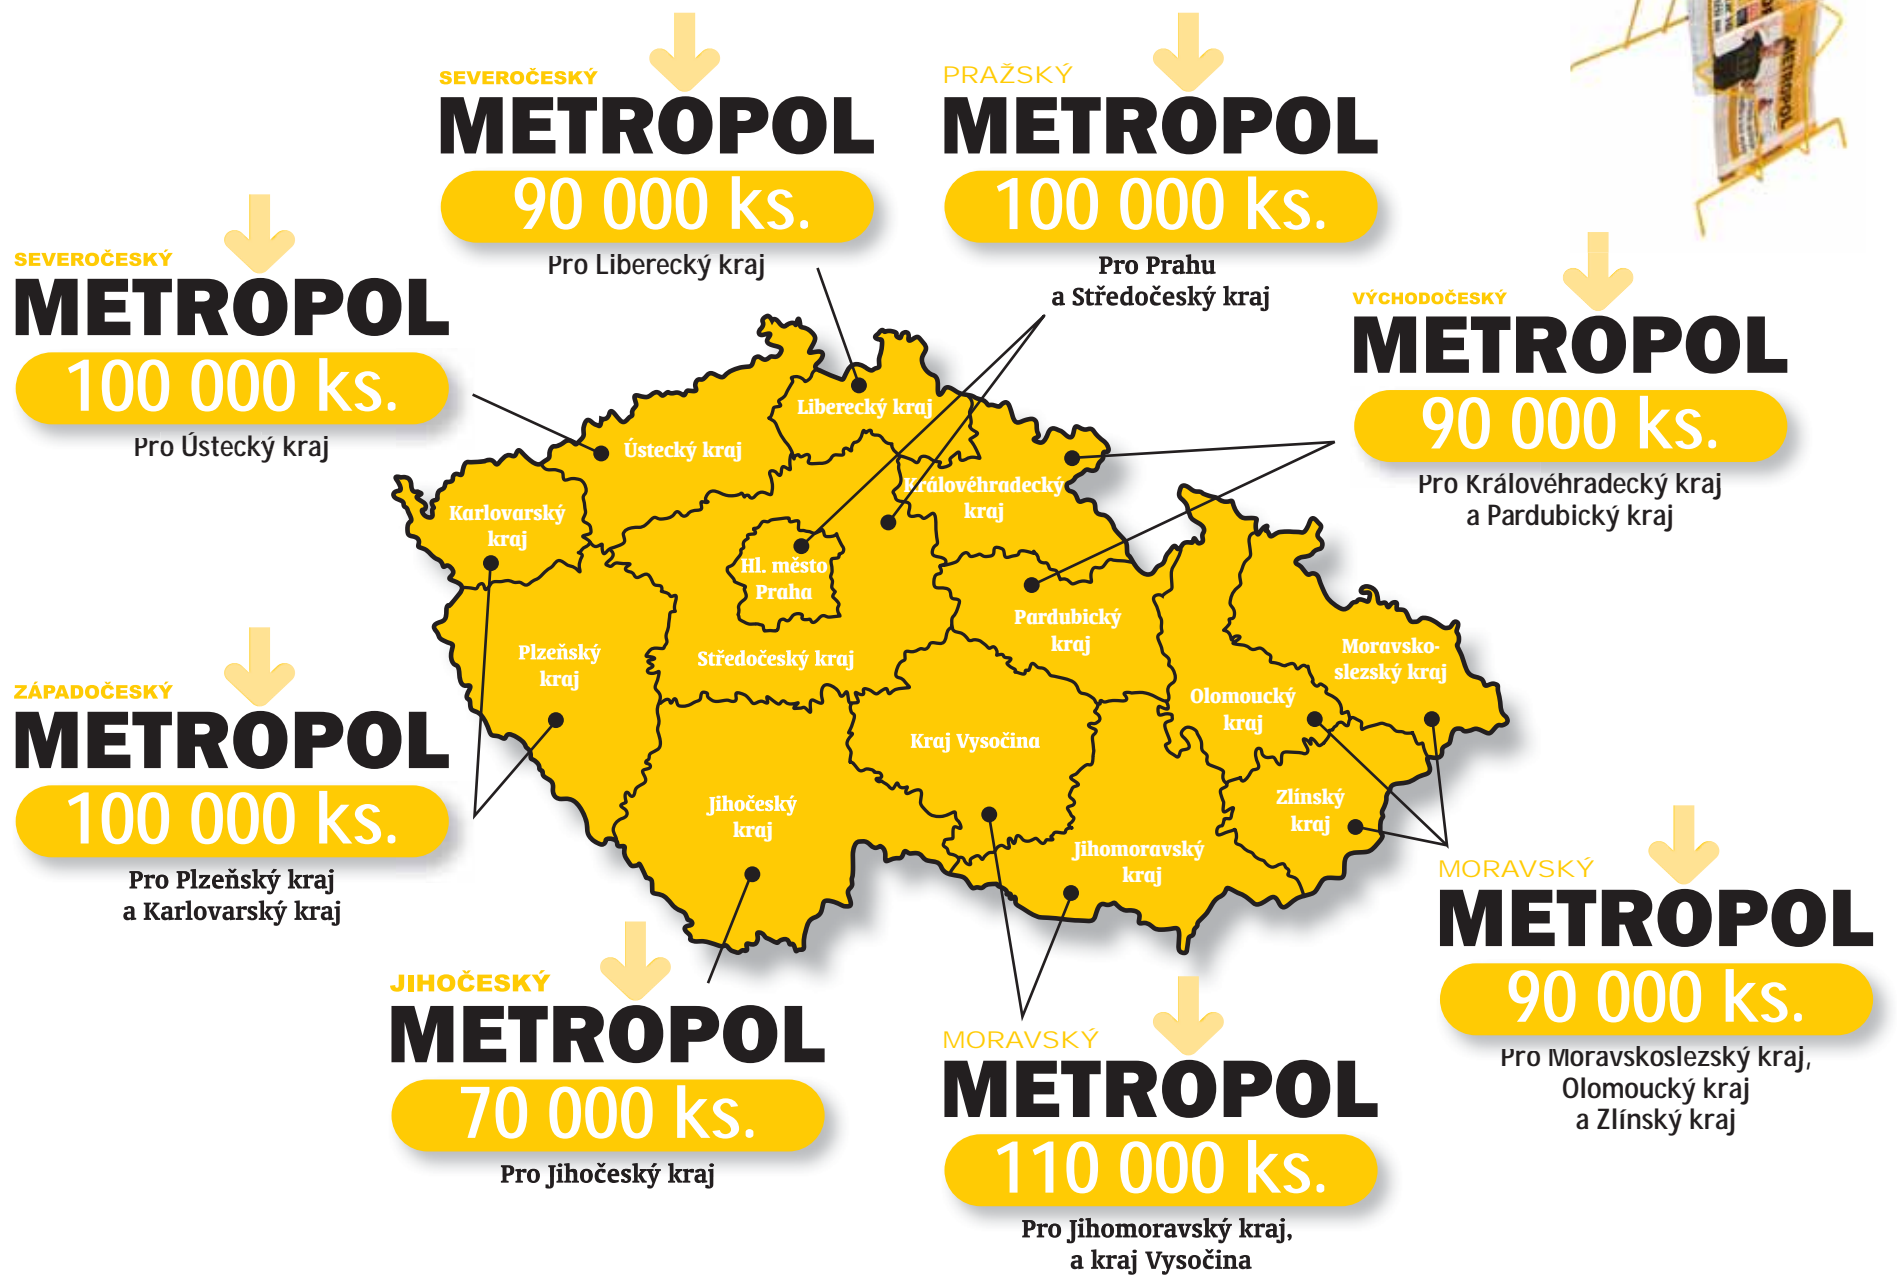 SEVEROČESKÝ
METROPOL
90 000 ks.
Pro Liberecký kraj
PRAŽSKÝ
METROPOL
100 000 ks.
Pro Prahu
a Středočeský kraj
METROPOL
SEVEROČESKÝ
METROPOL
100 000 ks.
Pro Ústecký kraj
VÝCHODOČESKÝ
METROPOL
90 000 ks.
Pro Královéhradecký kraj
a Pardubický kraj
Liberecký kraj
Ústecký kraj
Královéhradecký
kraj
Karlovarský
kraj
Hl. město
Praha
Pardubický
kraj
Plzeňský
kraj
Středočeský kraj
Moravsko-
slezský kraj
Olomoucký
kraj
Kraj Vysočina
Jihočeský
kraj
Zlínský
kraj
Jihomoravský
kraj
ZÁPADOČESKÝ
METROPOL
100 000 ks.
Pro Plzeňský kraj
a Karlovarský kraj
JIHOČESKÝ
METROPOL
70 000 ks.
Pro Jihočeský kraj
MORAVSKÝ
METROPOL
110 000 ks.
Pro Jihomoravský kraj,
a kraj Vysočina
MORAVSKÝ
METROPOL
90 000 ks.
Pro Moravskoslezský kraj,
Olomoucký kraj
a Zlínský kraj